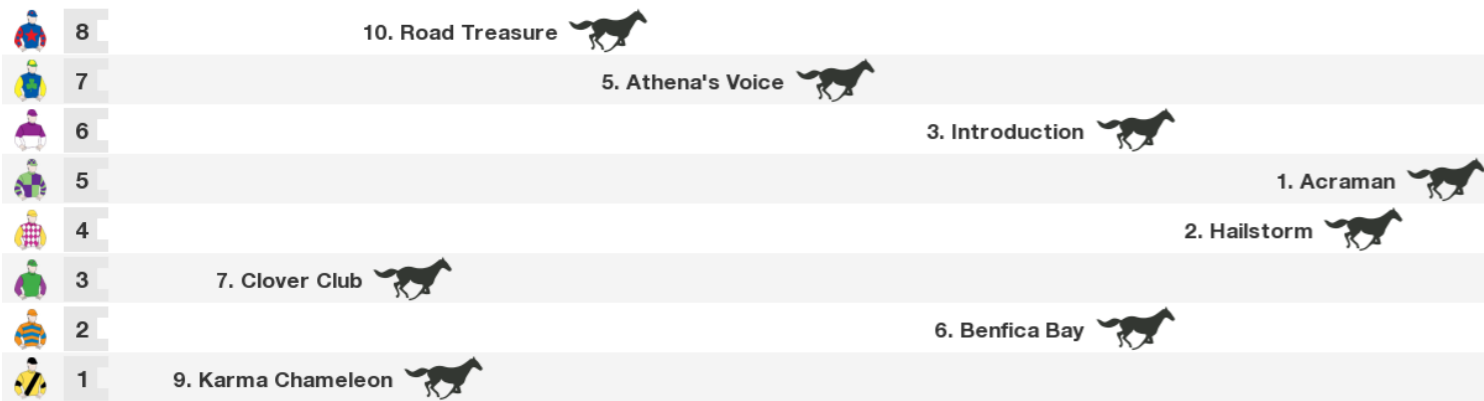 8 10. Road Treasure
7 5. Athena's Voice
6 3. Introduction
5 1. Acraman
4 2. Hailstorm
3 7. Clover Club
2 6. Benfica Bay
1 9. Karma Chameleon